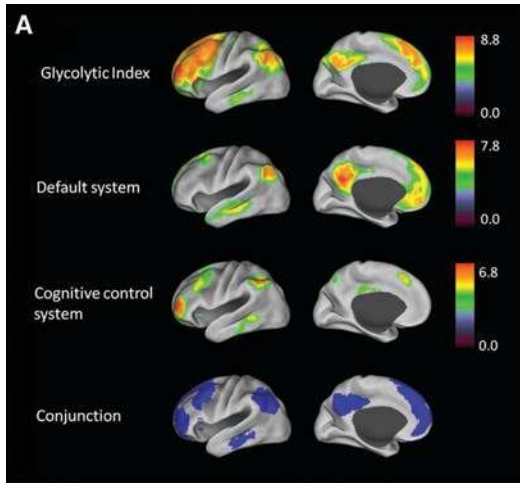 A
Glycolytic Index
8.8
0.0
Default system
7.8
0.0
Cognitive control
system
6.8
0.0
Conjunction